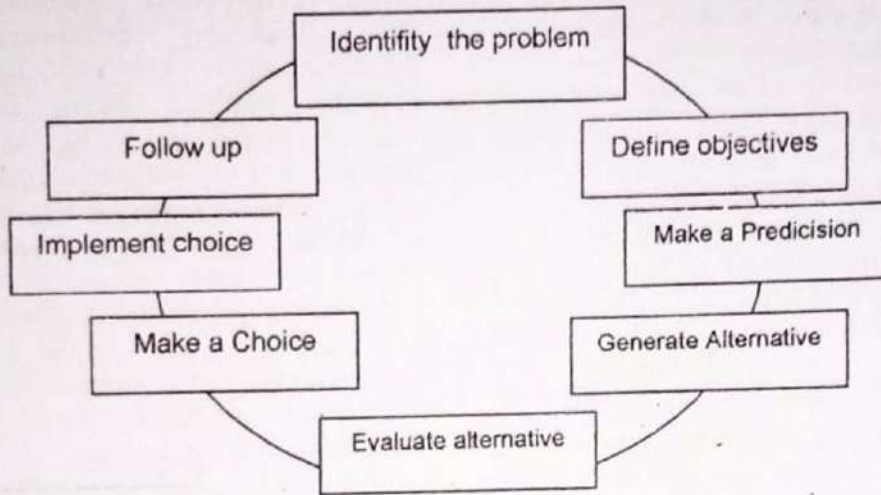 Identifity the problem
Define objectives
Make a Predicision
Generate Alternative
Evaluate alternative
Make a Choice
Implement choice
Follow up